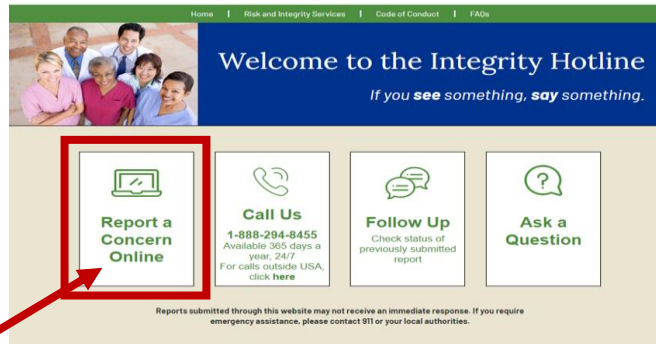 Home | Risk and Integrity Services | Code of Conduct | FAQs
Welcome to the Integrity Hotline
If you see something, say something.
Report a
Concern
Online
Call Us
1-888-294-8455
Available 365 days a
year, 24/7
For calls outside USA,
click here
Follow Up
Check status of
previously submitted
report
Ask a
Question
Reports submitted through this website may not receive an immediate response. If you require
emergency assistance, please contact 911 or your local authorities.